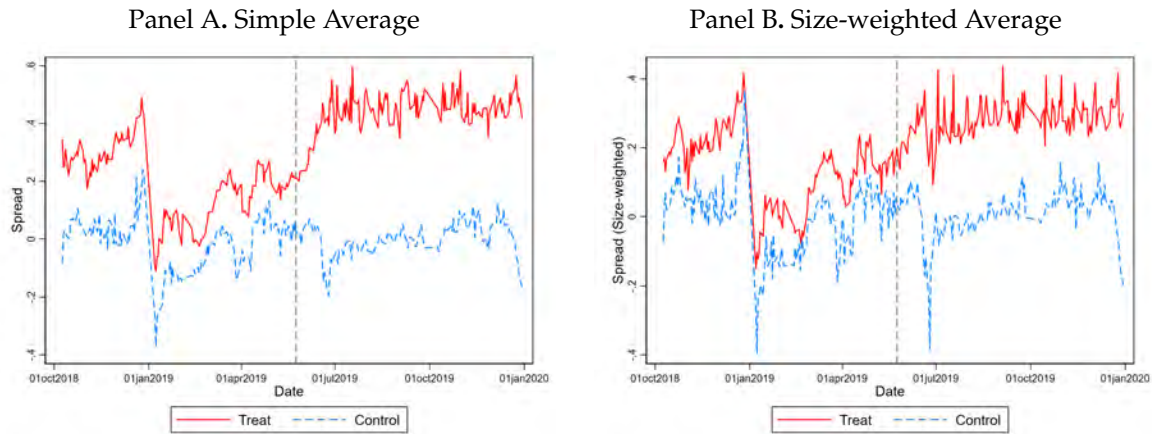 Panel A. Simple Average
.6
.4
.2
0
-.2
-.4
Spread
01oct2018 01jan2019 01apr2019 01jul2019 01oct2019 01jan2020
Date
Treat Control
Panel B. Size-weighted Average
.4
.2
0
-.2
-.4
Spread (Size-weighted)
01oct2018 01jan2019 01apr2019 01jul2019 01oct2019 01jan2020
Date
Treat Control